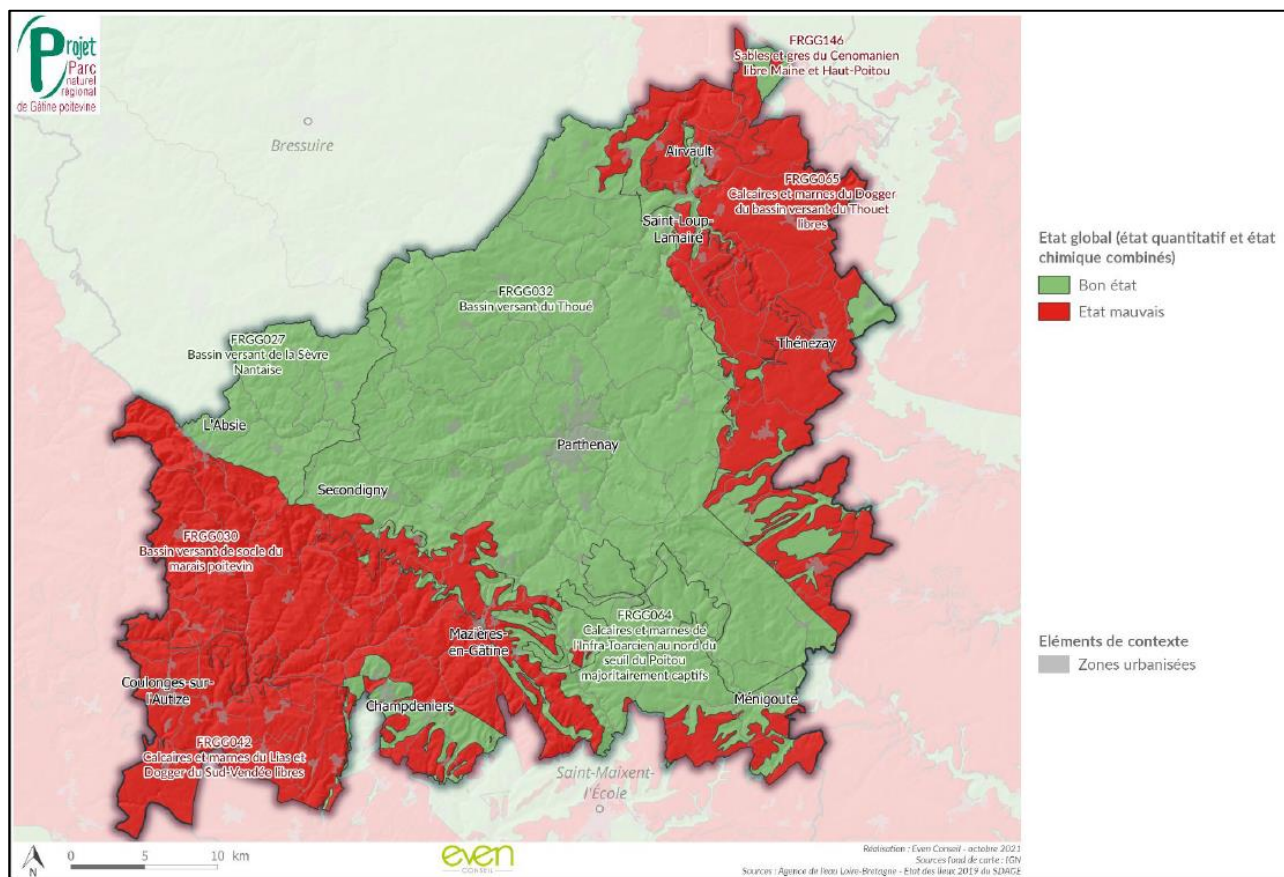 Projet
Parc
naturel
régional
de Gâtine poitevine
FRGG146
Sables et gres du Cenomanien
libre Maine et Haut-Poitou
Bressuire
Airvault
FRGG065
Calcaires et marnes du Dogger
du bassin versant du Thouet
libres
Saint-Loup-
Lamairé
Etat global (état quantitatif et état
chimique combinés)
Bon état
Etat mauvais
FRGG032
Bassin versant du Thoué
FRGG027
Bassin versant de la Sèvre
Nantaise
Thénezay
L'Absie
Parthenay
Secondigny
FRGG030
Bassin versant de socle du
marais poitevin
FRGG064
Calcaires et marnes de
l'Infra-Toarcien au nord du
seuil du Poitou
majoritairement captifs
Mazières-
en-Gâtine
Eléments de contexte
Zones urbanisées
Coulonges-sur-
l'Autize
Champdeniers
Ménigoute
FRGG042
Calcaires et marnes du Lias et
Dogger du Sud-Vendée libres
Saint-Maixent-
l'École
N
0 5 10 km
even
CONSEIL
Réalisation : Even Conseil - octobre 2021
Sources fond de carte : IGN
Sources : Agence de l'eau Loire-Bretagne - Etat des lieux 2019 du SDAGE